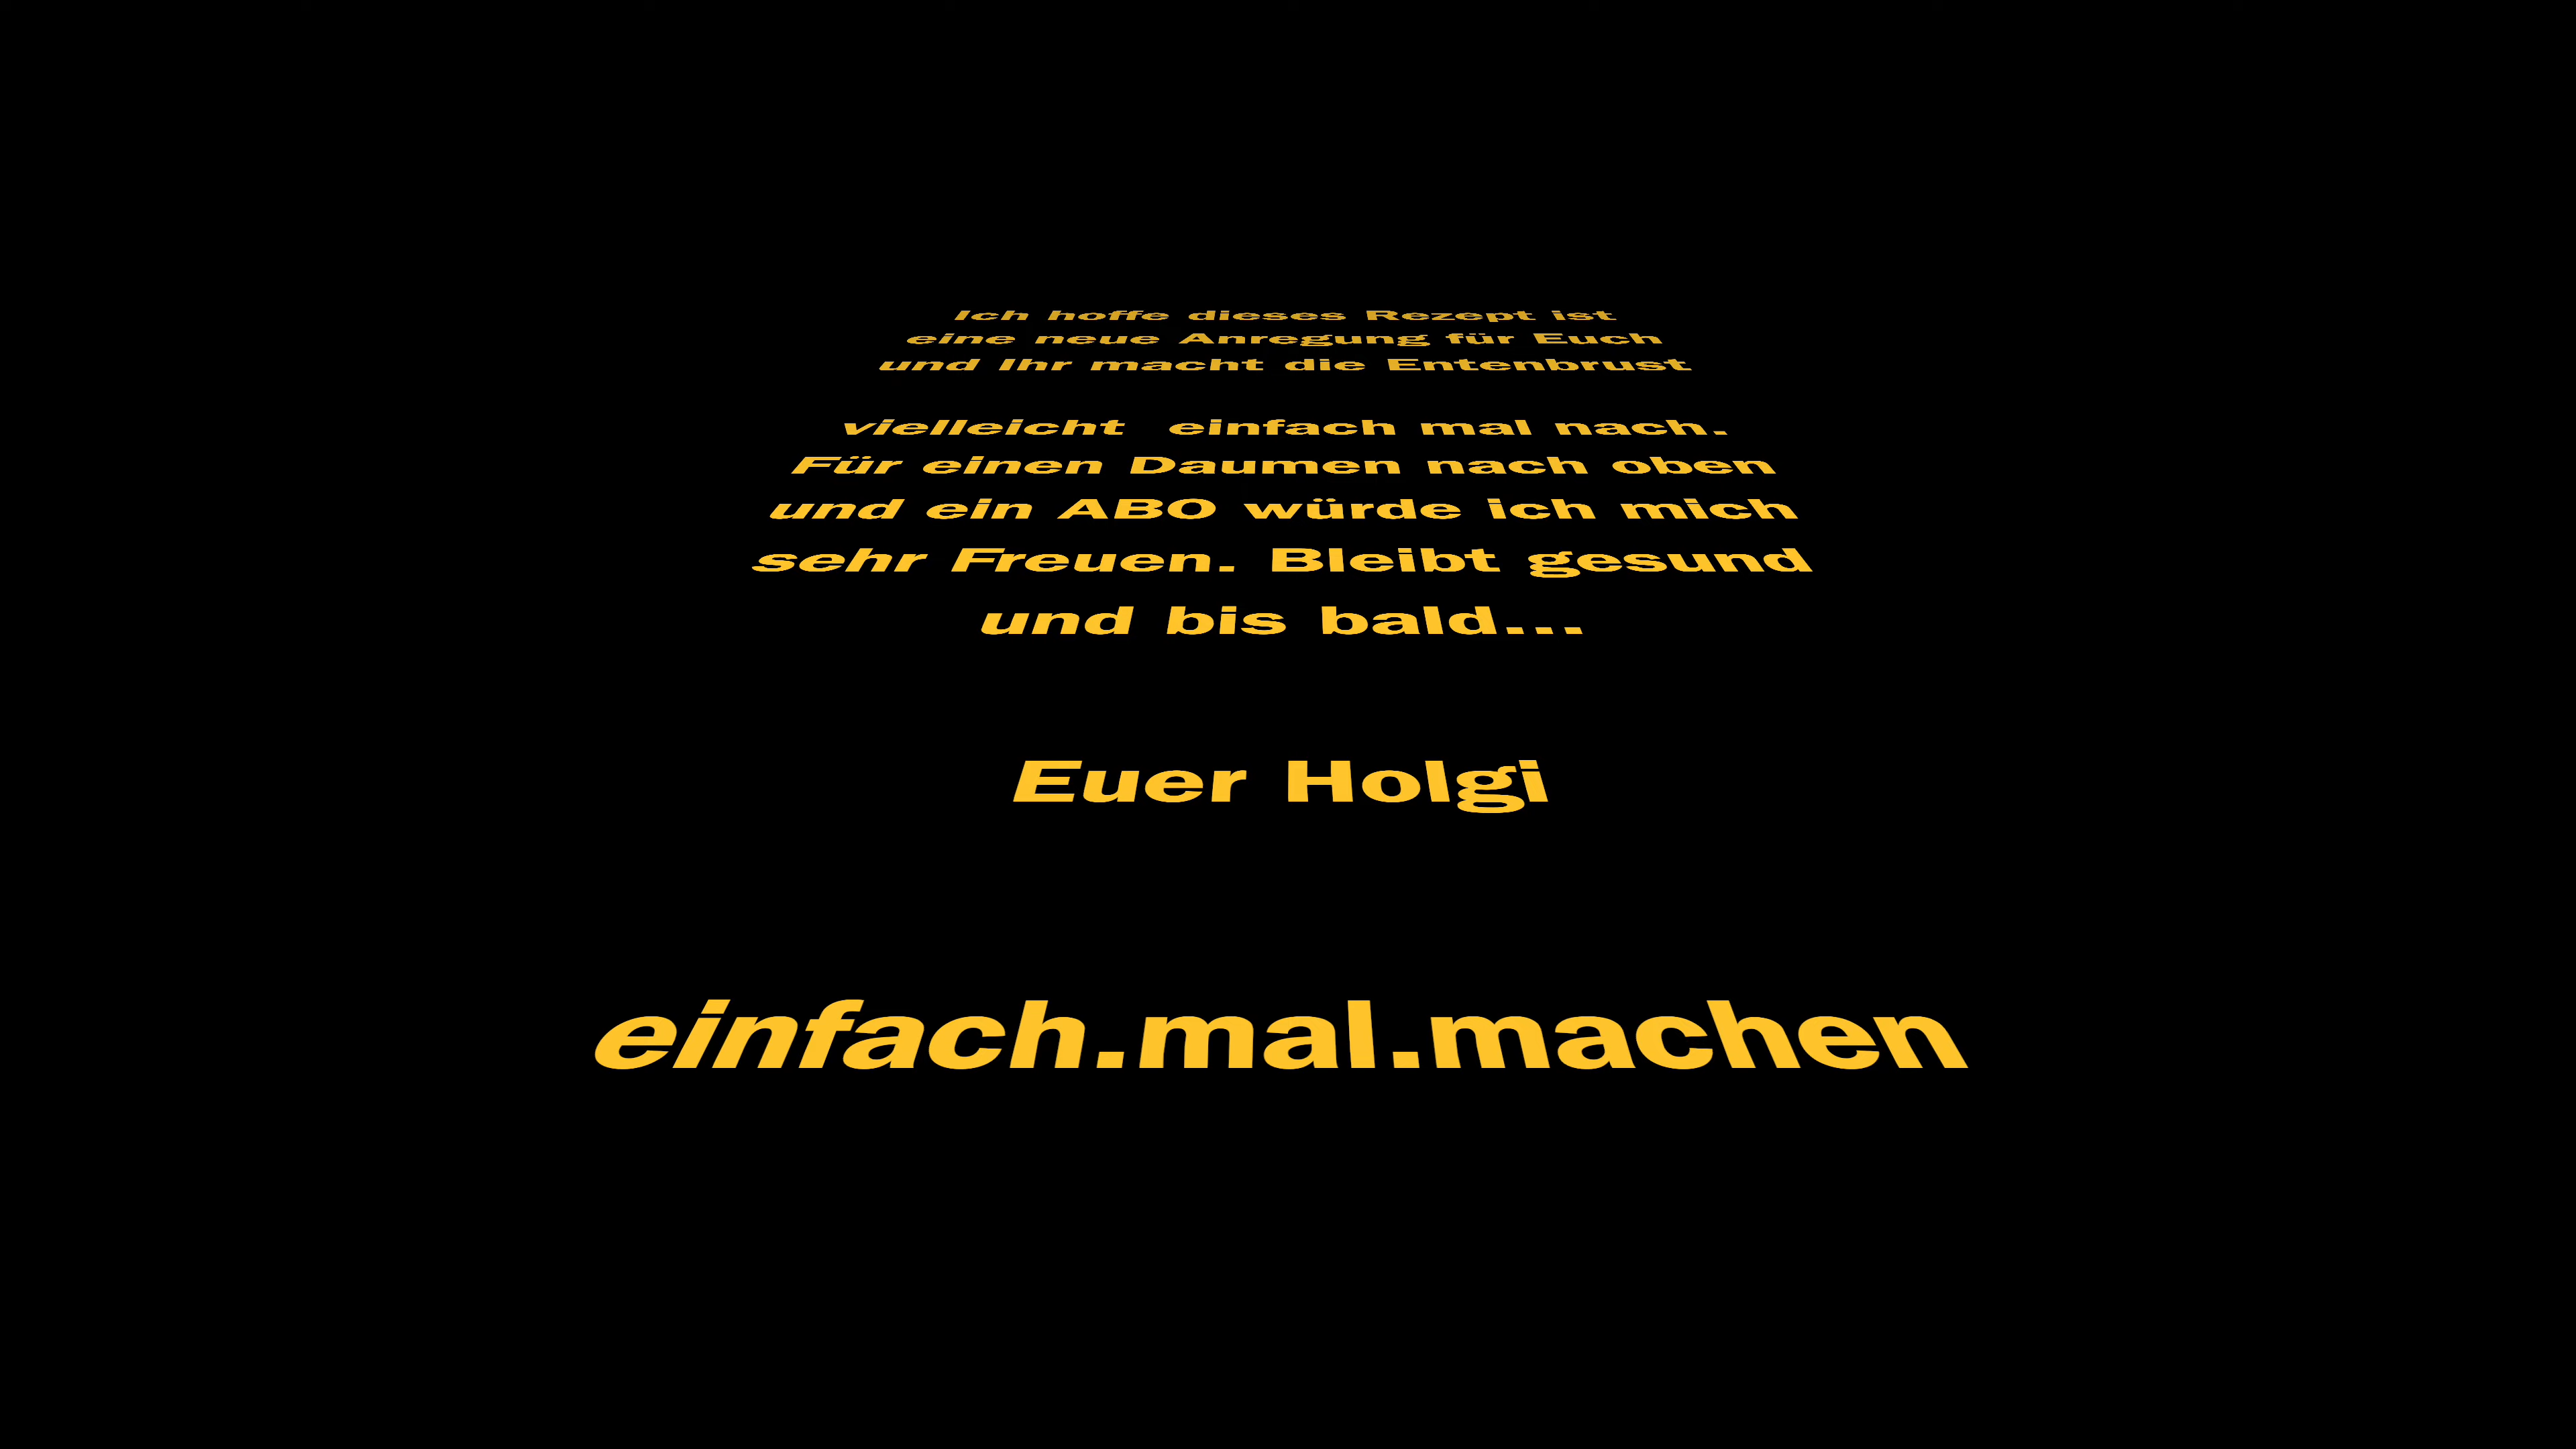 Ich hoffe dieses Rezept ist
eine neue Anregung für Euch
und Ihr macht die Entenbrust
vielleicht  einfach mal nach.
Für einen Daumen nach oben
und ein ABO würde ich mich
sehr Freuen. Bleibt gesund
und bis bald...
Euer Holgi
einfach.mal.machen